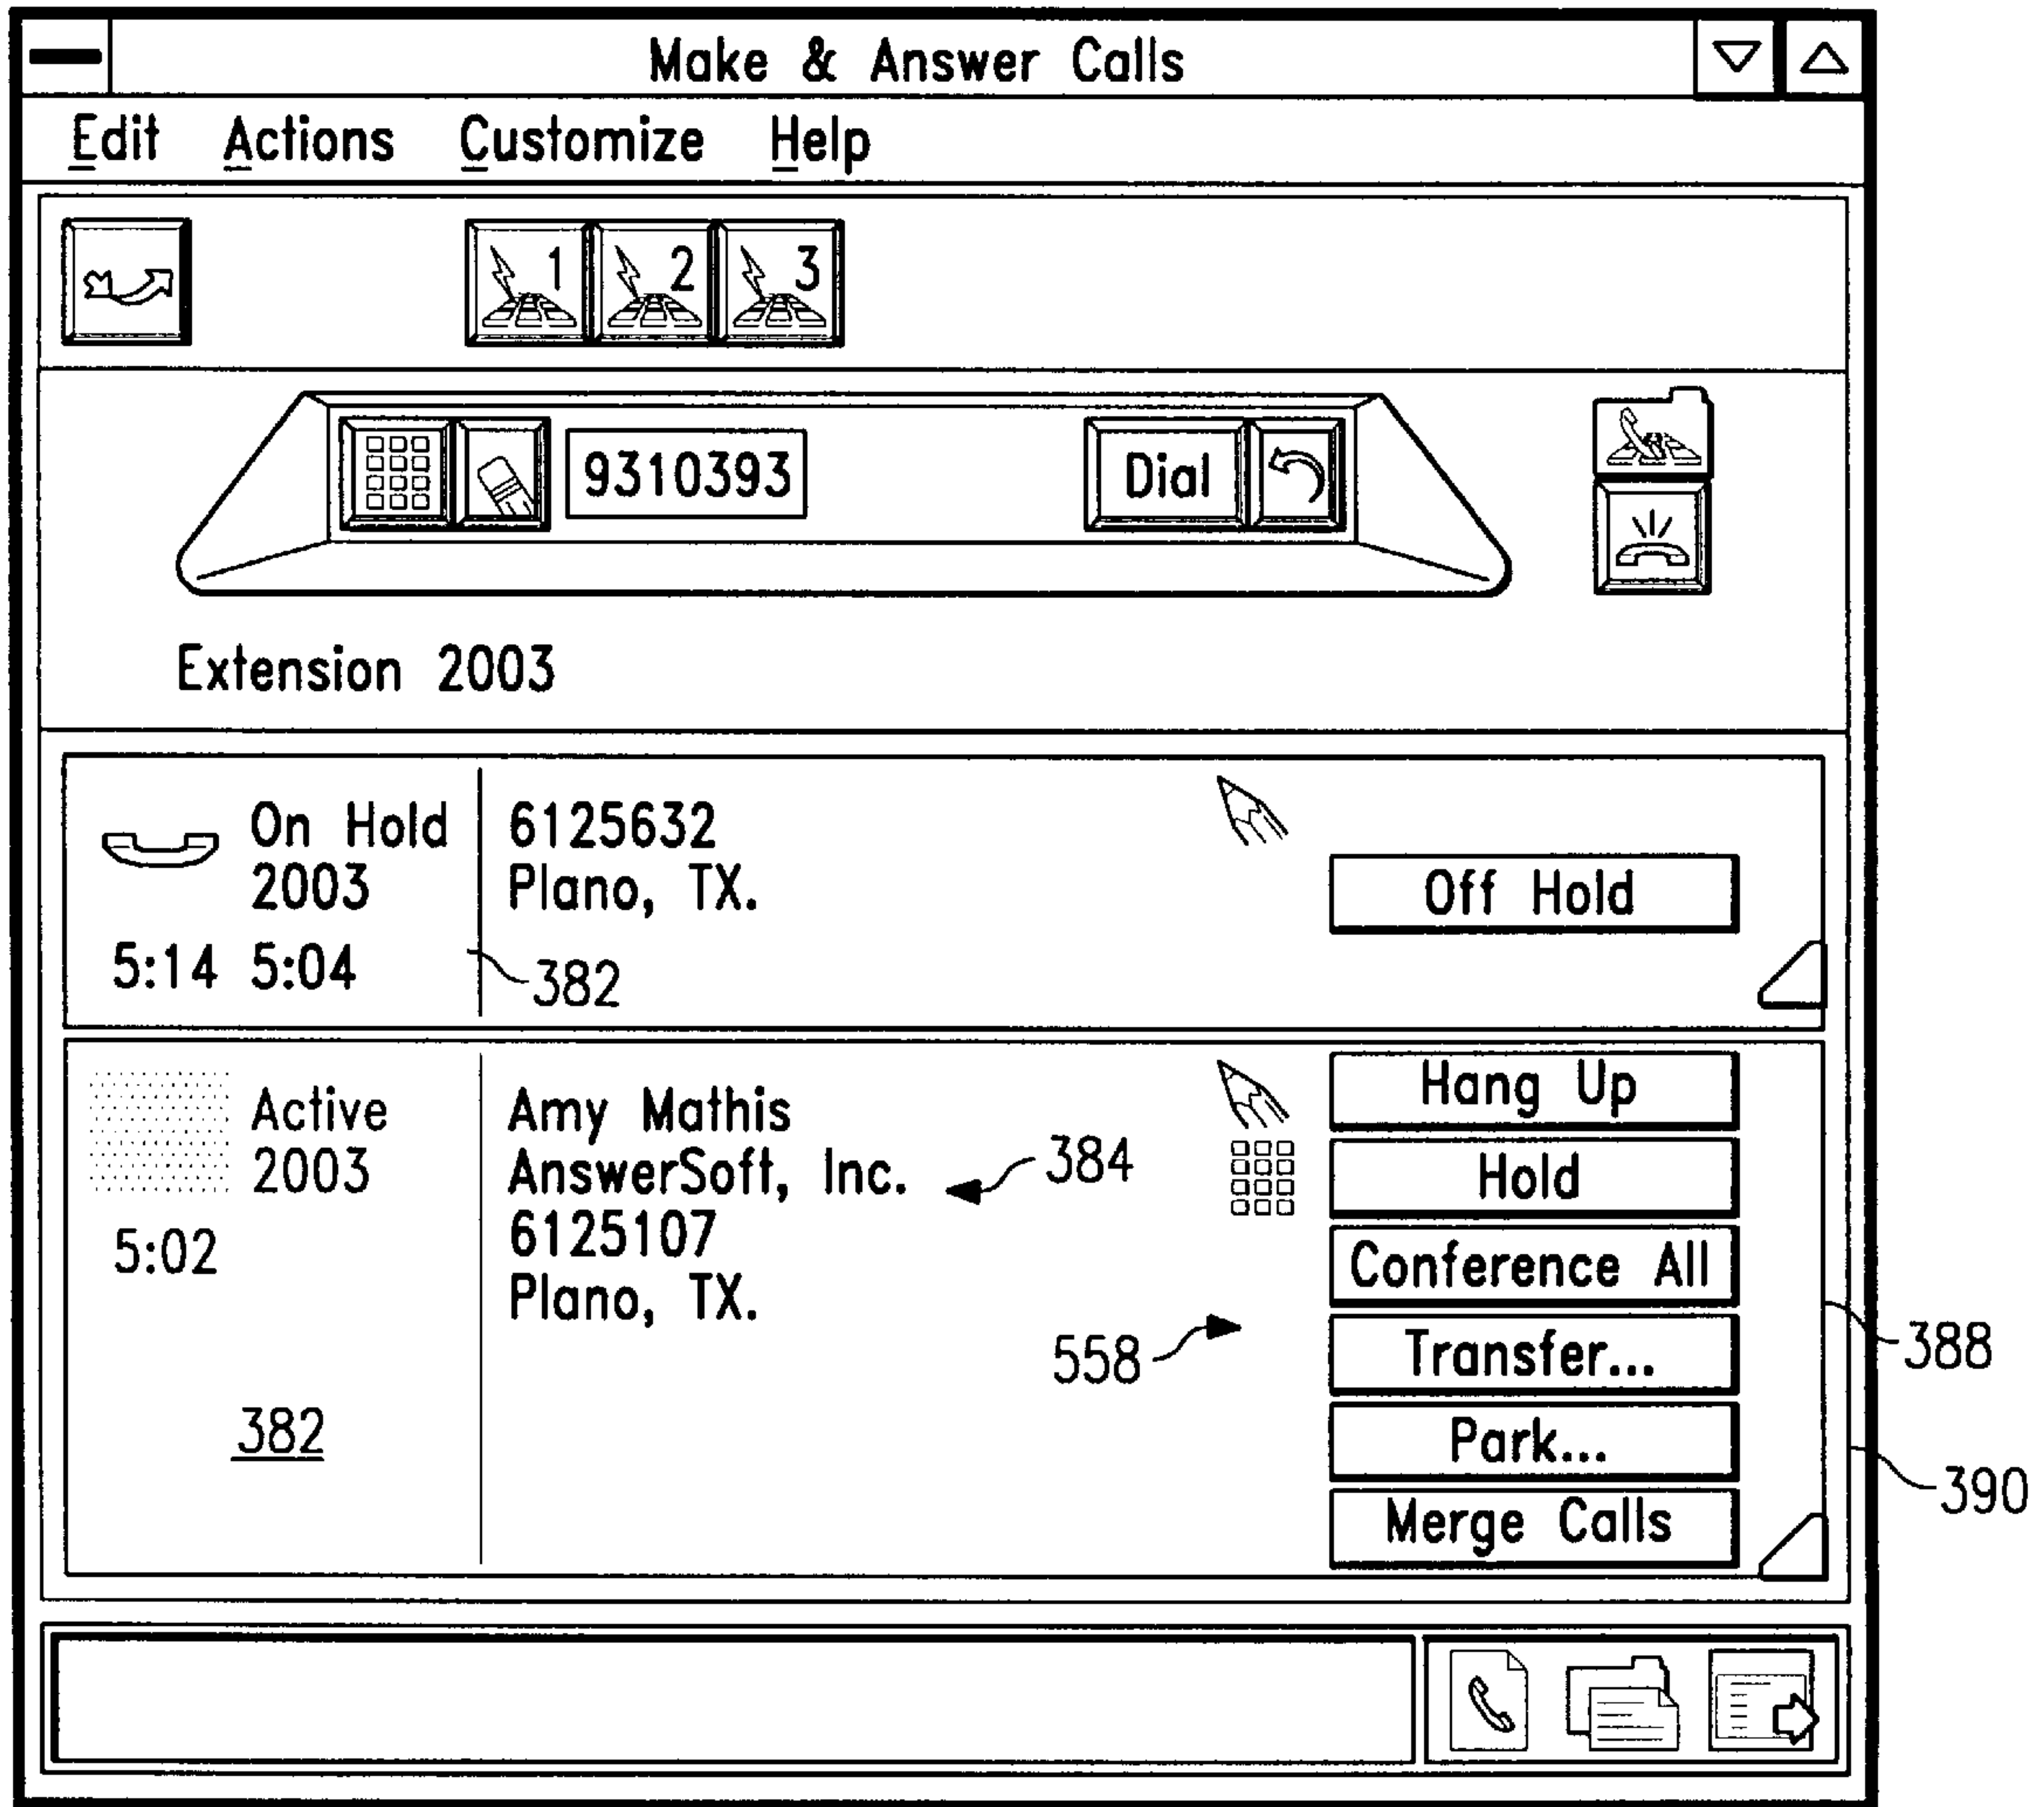 Make & Answer Calls
Edit Actions Customize Help
1 2 3
9310393 Dial
Extension 2003
On Hold
2003
5:14 5:04
382
6125632
Plano, TX.
Off Hold
Active
2003
5:02
382
Amy Mathis
AnswerSoft, Inc.
6125107
Plano, TX.
384
558
Hang Up
Hold
Conference All
Transfer...
Park...
Merge Calls
388
390